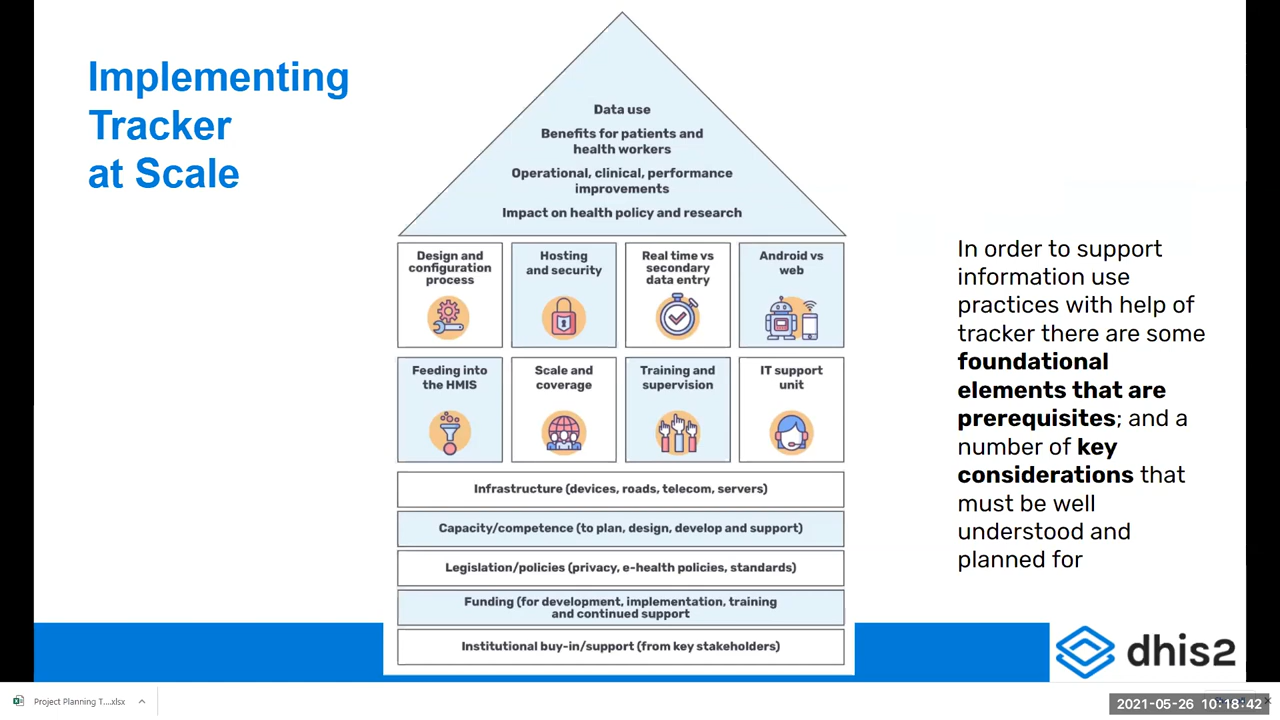 Implementing
Tracker
at Scale
Data use
Benefits for patients and
health workers
Operational, clinical, performance
improvements
Impact on health policy and research
Design and
configuration
process
Hosting
and security
Real time vs
secondary
data entry
Android vs
web
Feeding into
the HMIS
Scale and
coverage
Training and
supervision
IT support
unit
Infrastructure (devices, roads, telecom, servers)
Capacity/competence (to plan, design, develop and support)
Legislation/policies (privacy, e-health policies, standards)
Funding (for development, implementation, training
and continued support
Institutional buy-in/support (from key stakeholders)
In order to support
information use
practices with help of
tracker there are some
foundational
elements that are
prerequisites; and a
number of key
considerations that
must be well
understood and
planned for
dhis2
Project Planning T....xlsx
2021-05-26 10:18:42